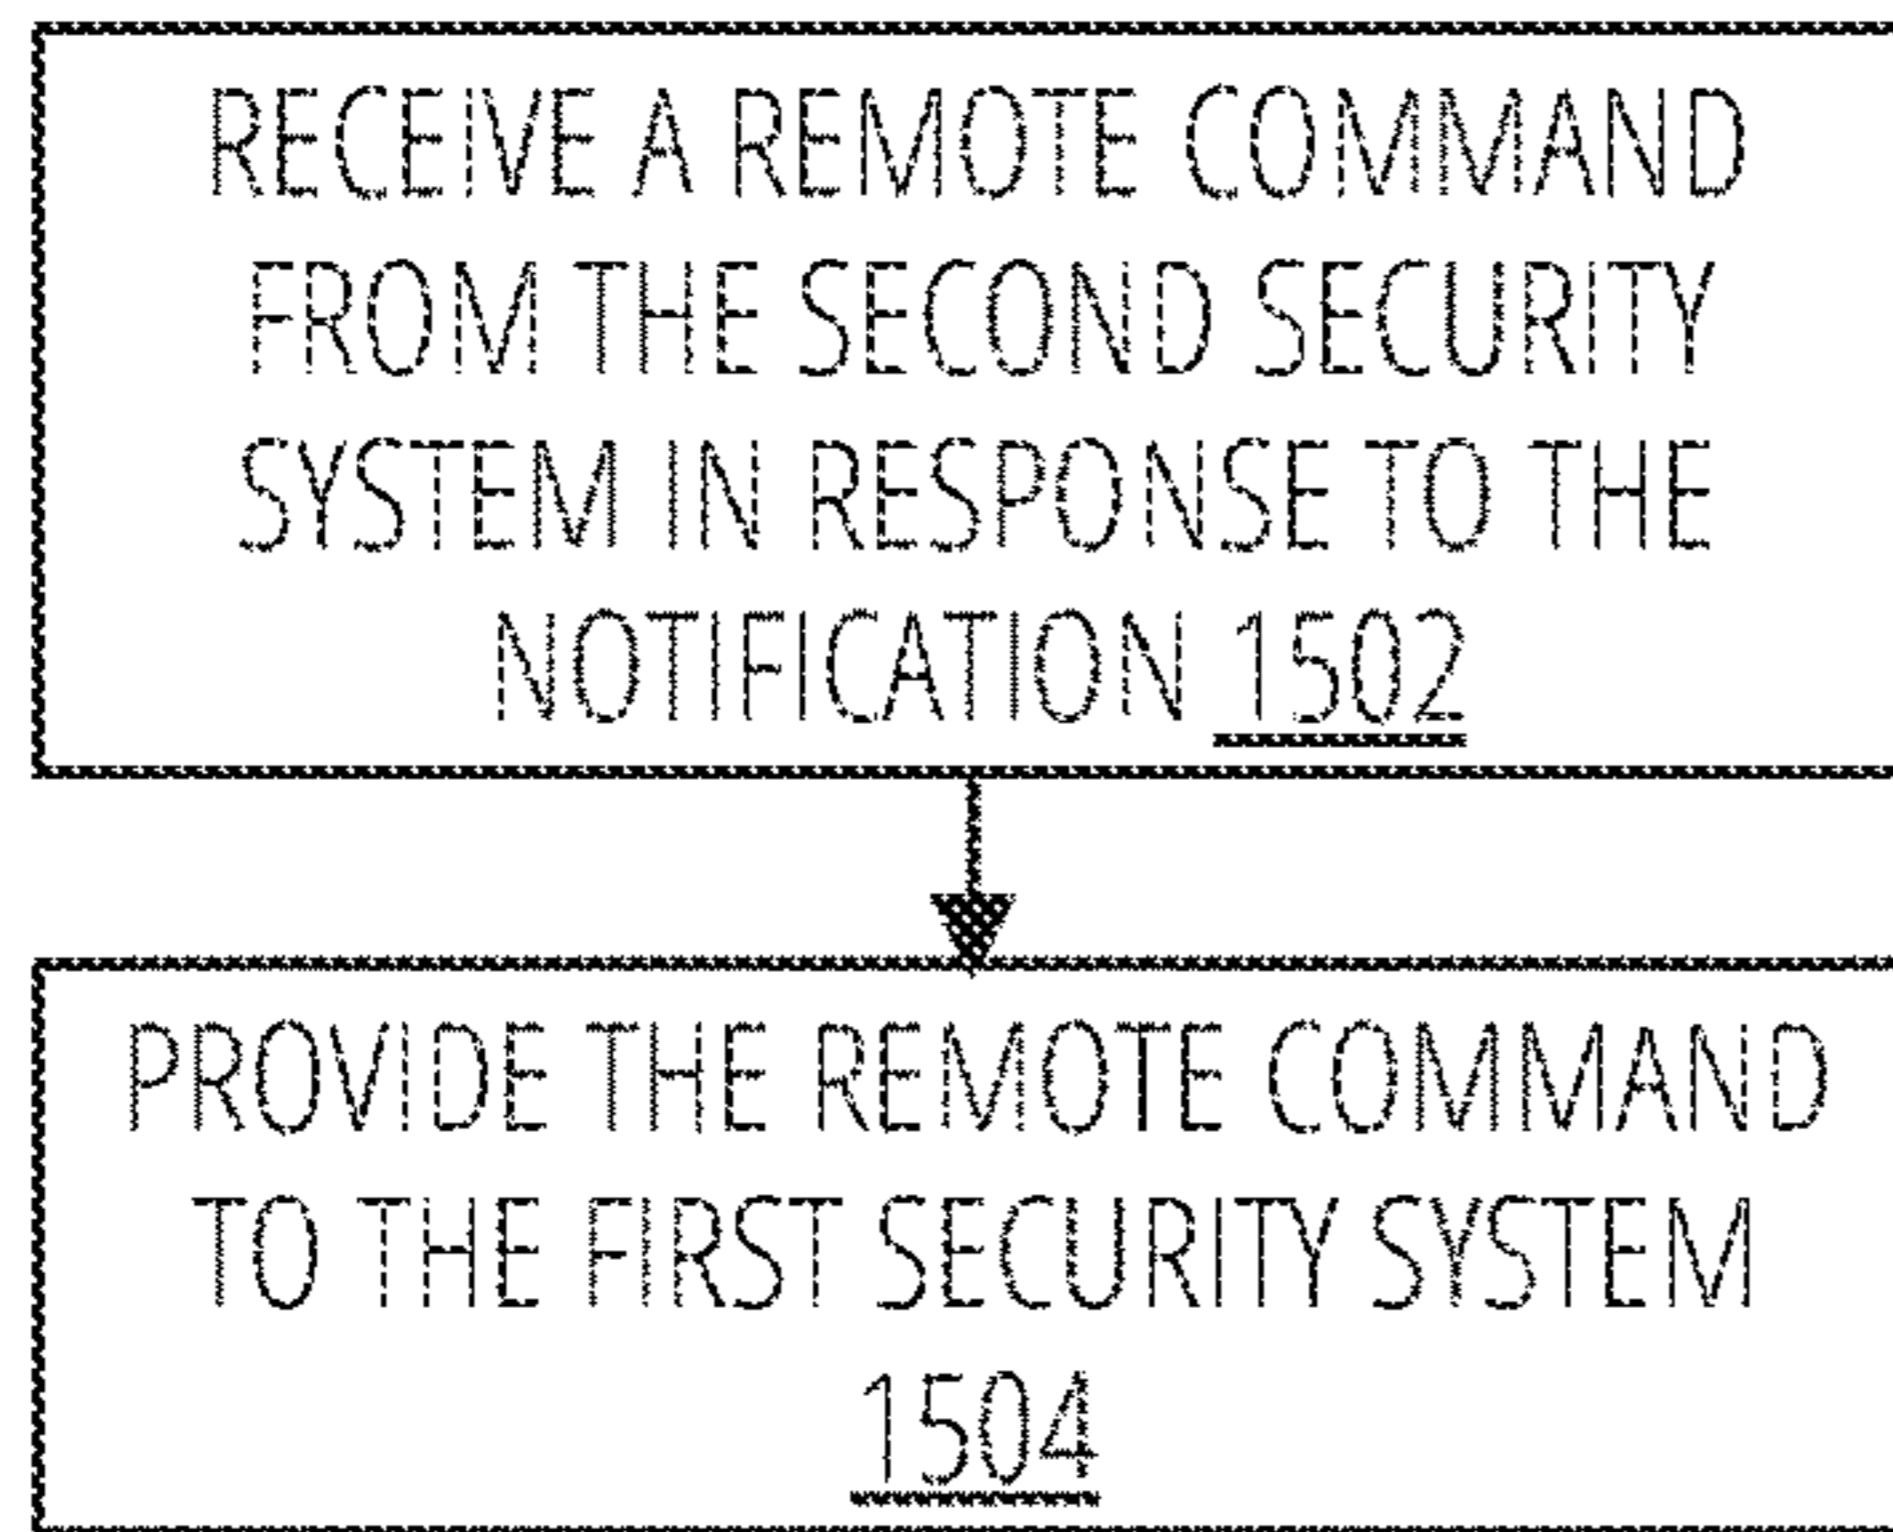 RECEIVE A REMOTE COMMAND
FROM THE SECOND SECURITY
SYSTEM IN RESPONSE TO THE
NOTIFICATION 1502
PROVIDE THE REMOTE COMMAND
TO THE FIRST SECURITY SYSTEM
1504